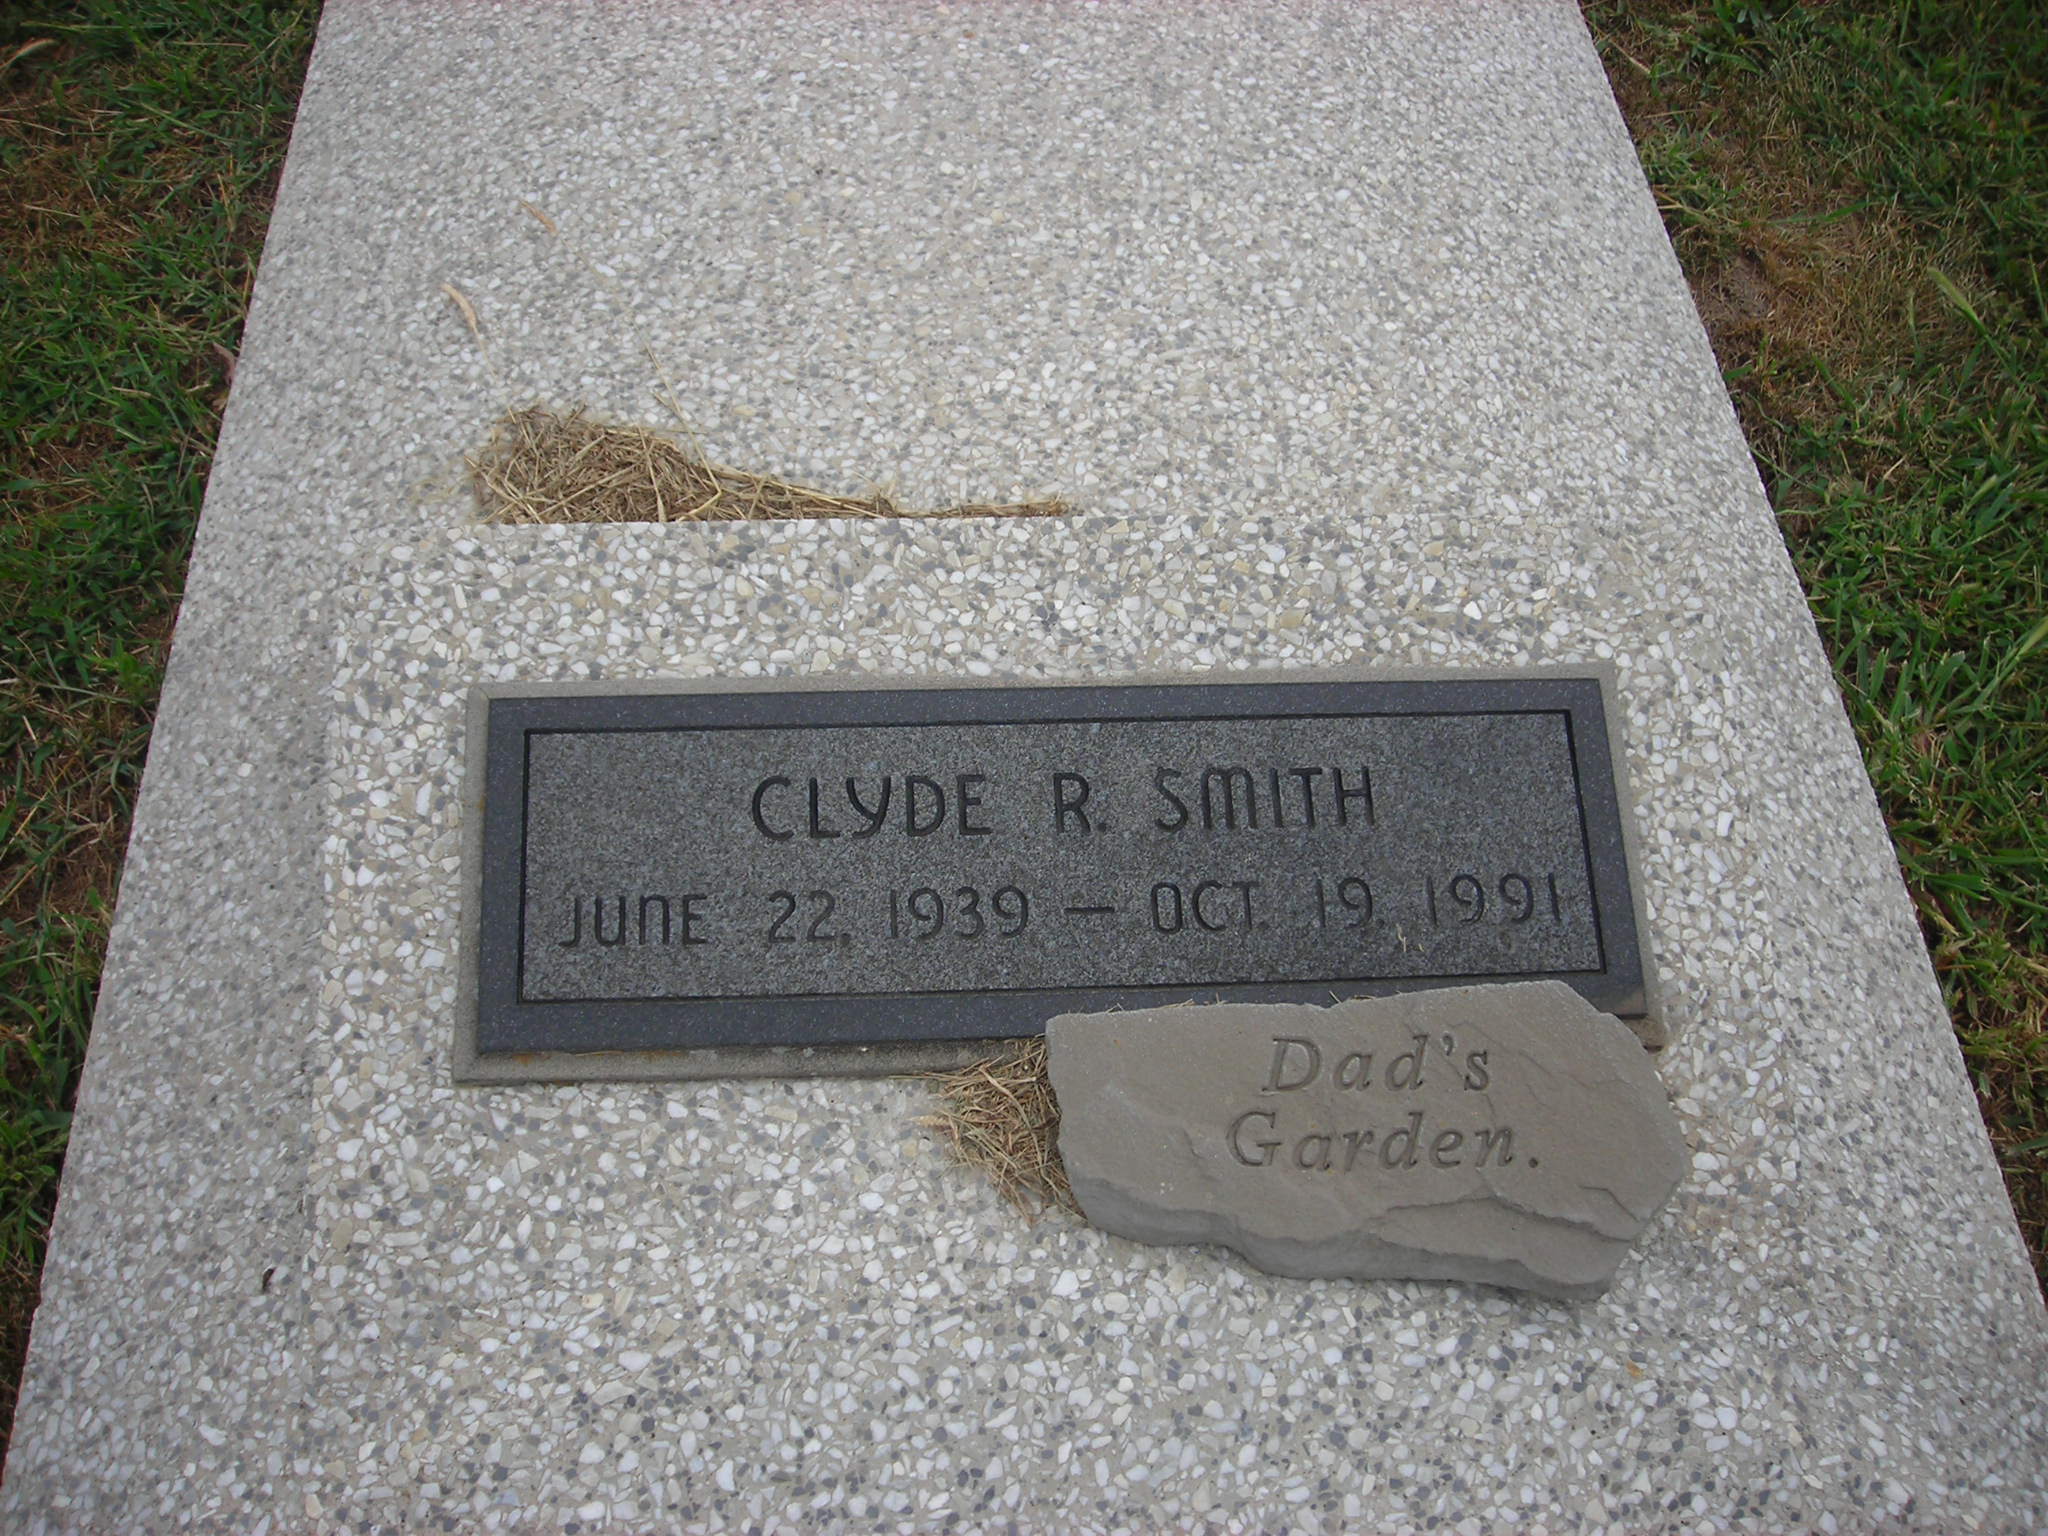 CLYDE R. SMITH
JUNE 22, 1939 — OCT. 19, 1991
Dad's
Garden.